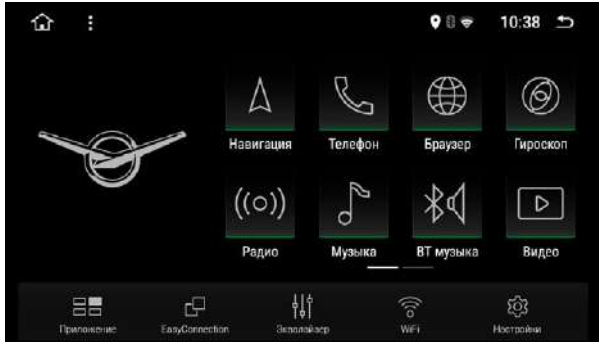 10:38
Навигация Телефон Браузер Гироскоп
Радио Музыка BT музыка Видео
Приложение EasyConnection Эквалайзер WiFi Настройки